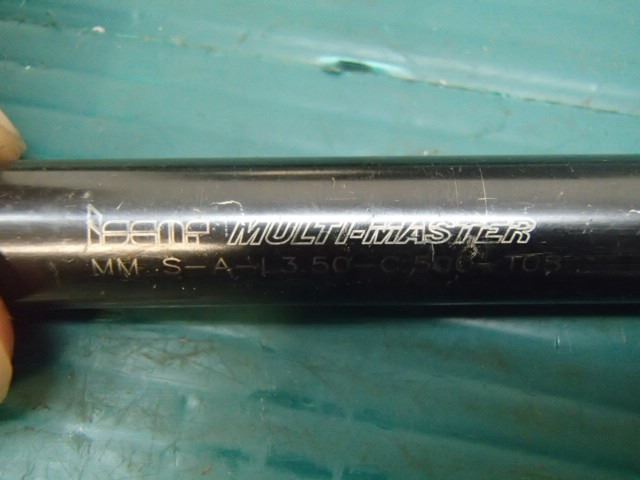 Iscar MULTI-MASTER
MM S-A-L3.50-C.500-T05